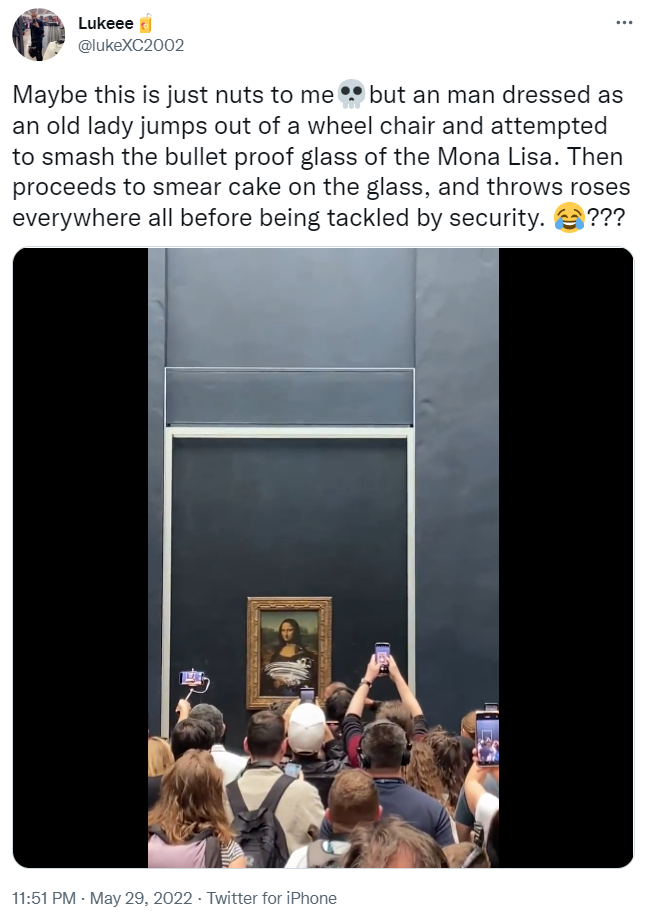 Lukeee 🍺
@lukeXC2002
Maybe this is just nuts to me💀but an man dressed as
an old lady jumps out of a wheel chair and attempted
to smash the bullet proof glass of the Mona Lisa. Then
proceeds to smear cake on the glass, and throws roses
everywhere all before being tackled by security. 😂???
11:51 PM · May 29, 2022 · Twitter for iPhone